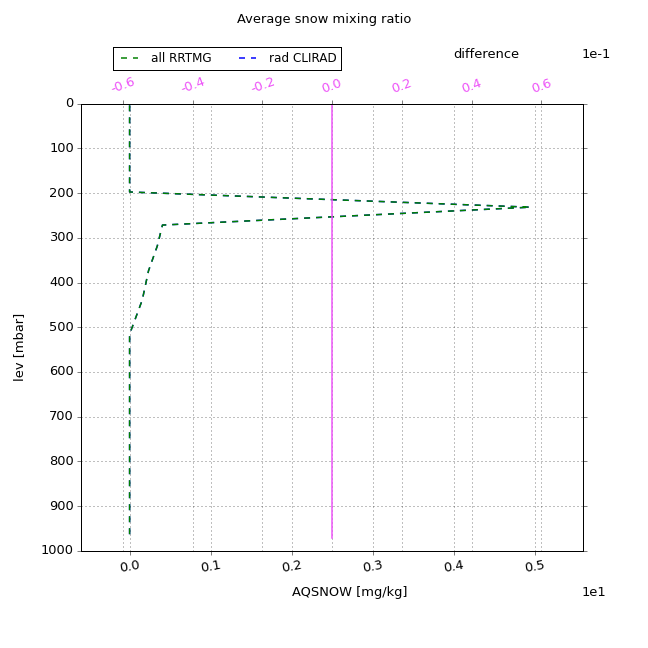 Average snow mixing ratio
all RRTMG rad CLIRAD difference 1e-1
-0.6 -0.4 -0.2 0.0 0.2 0.4 0.6
0
100
200
300
400
500
600
700
800
900
1000
lev [mbar]
0.0 0.1 0.2 0.3 0.4 0.5
AQSNOW [mg/kg] 1e1